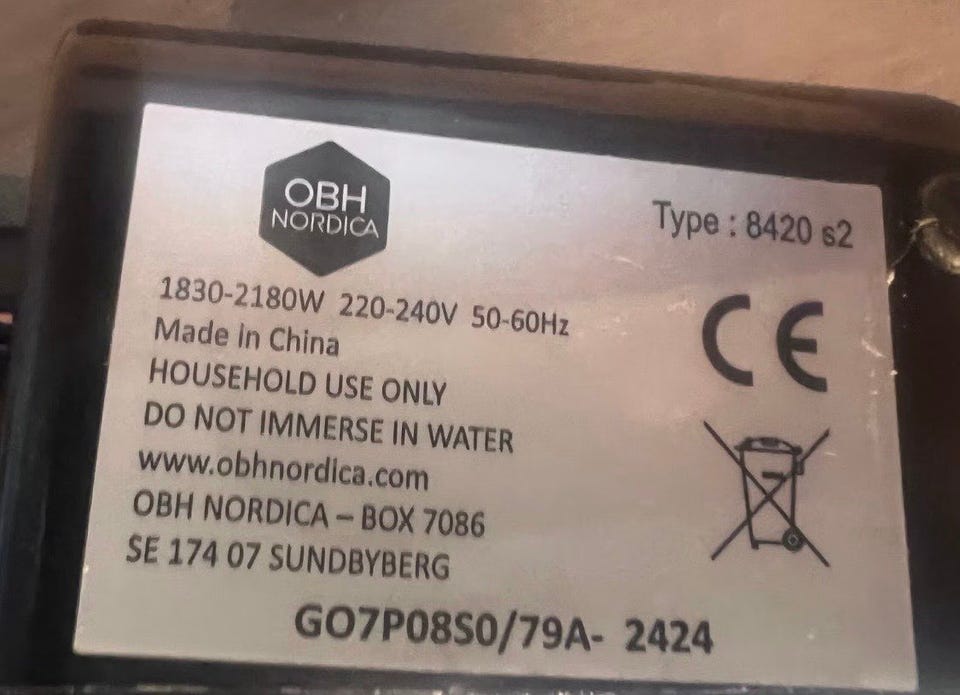 OBH
NORDICA
Type : 8420 s2
1830-2180W 220-240V 50-60Hz
Made in China
HOUSEHOLD USE ONLY
DO NOT IMMERSE IN WATER
www.obhnordica.com
OBH NORDICA – BOX 7086
SE 174 07 SUNDBYBERG
CE
GO7P08S0/79A- 2424